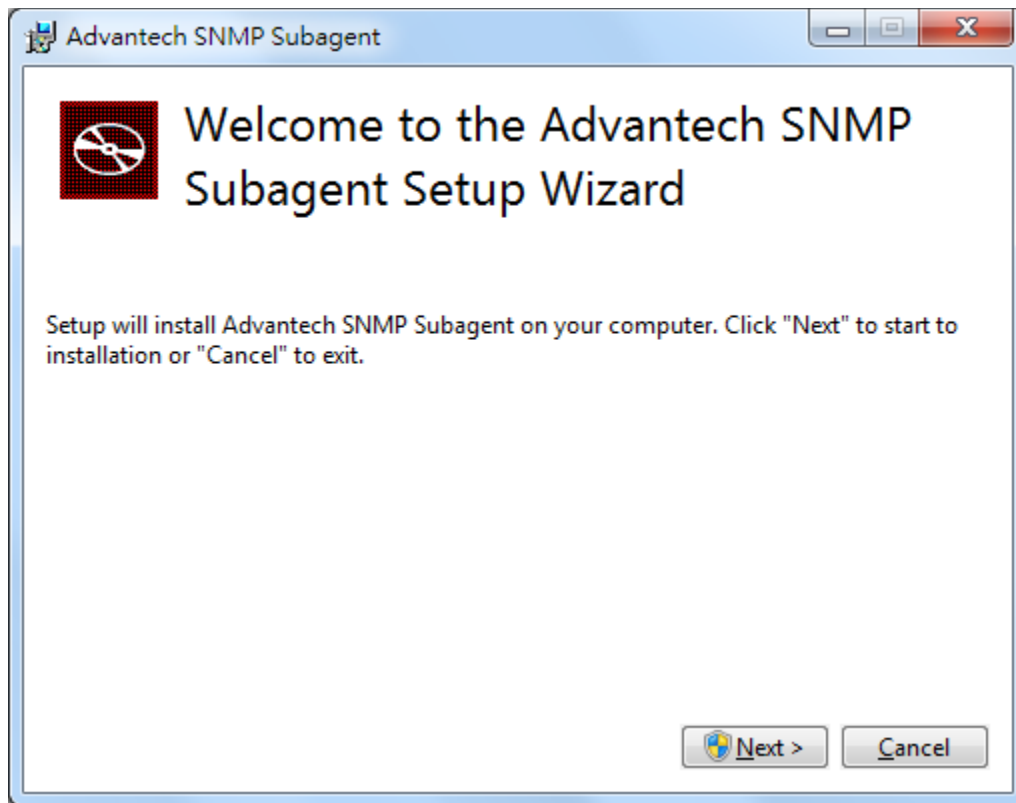 Advantech SNMP Subagent
Welcome to the Advantech SNMP
Subagent Setup Wizard
Setup will install Advantech SNMP Subagent on your computer. Click "Next" to start to
installation or "Cancel" to exit.
Next >
Cancel